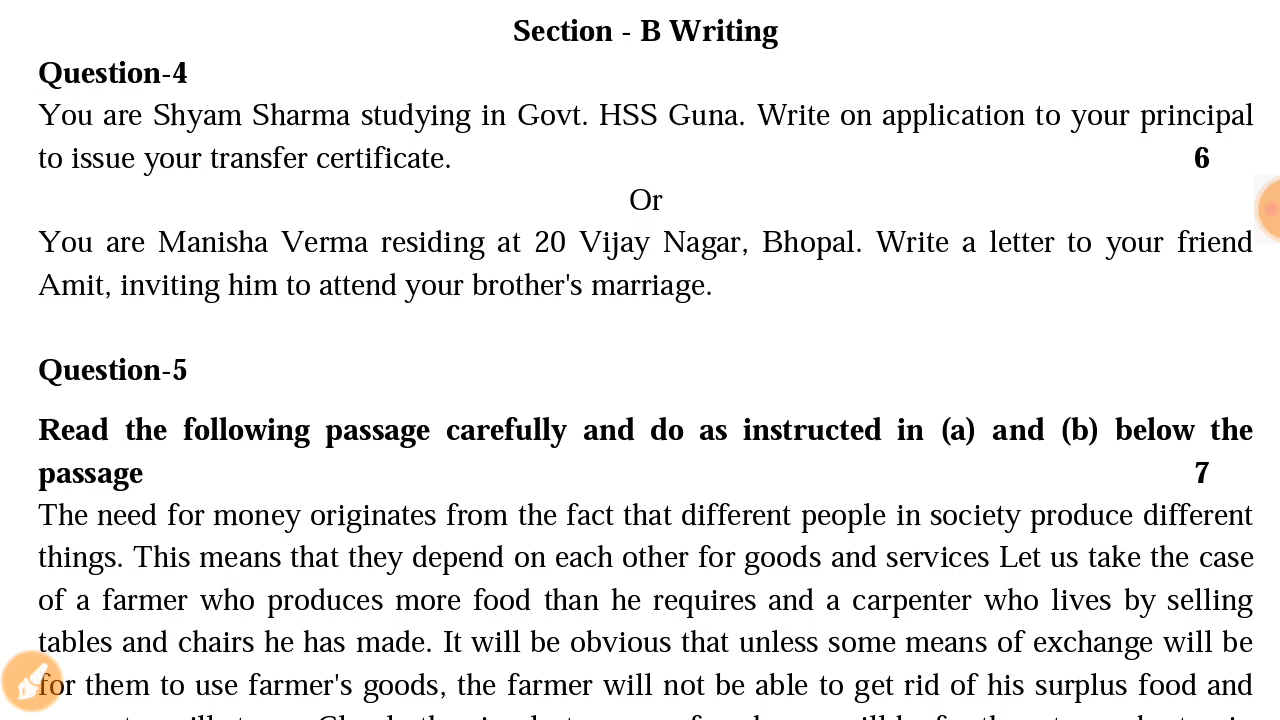 Section - B Writing
Question-4
You are Shyam Sharma studying in Govt. HSS Guna. Write on application to your principal
to issue your transfer certificate. 6
Or
You are Manisha Verma residing at 20 Vijay Nagar, Bhopal. Write a letter to your friend
Amit, inviting him to attend your brother's marriage.
Question-5
Read the following passage carefully and do as instructed in (a) and (b) below the
passage 7
The need for money originates from the fact that different people in society produce different
things. This means that they depend on each other for goods and services Let us take the case
of a farmer who produces more food than he requires and a carpenter who lives by selling
tables and chairs he has made. It will be obvious that unless some means of exchange will be
for them to use farmer's goods, the farmer will not be able to get rid of his surplus food and